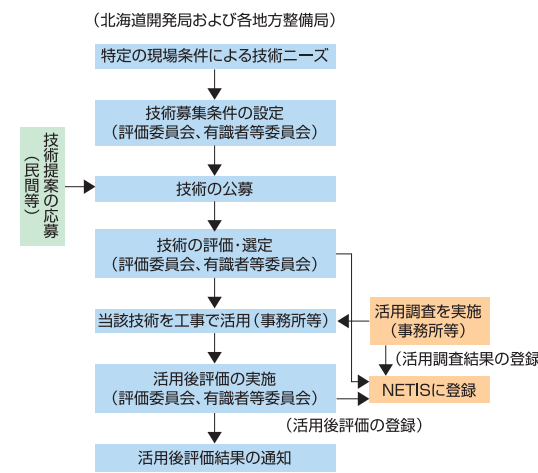 （北海道開発局および各地方整備局）
特定の現場条件による技術ニーズ
技術募集条件の設定
（評価委員会、有識者等委員会）
技術提案の応募
（民間等）
技術の公募
技術の評価・選定
（評価委員会、有識者等委員会）
当該技術を工事で活用（事務所等）
活用調査を実施
（事務所等）
（活用調査結果の登録
活用後評価の実施
（評価委員会、有識者等委員会）
NETISに登録
（活用後評価の登録）
活用後評価結果の通知